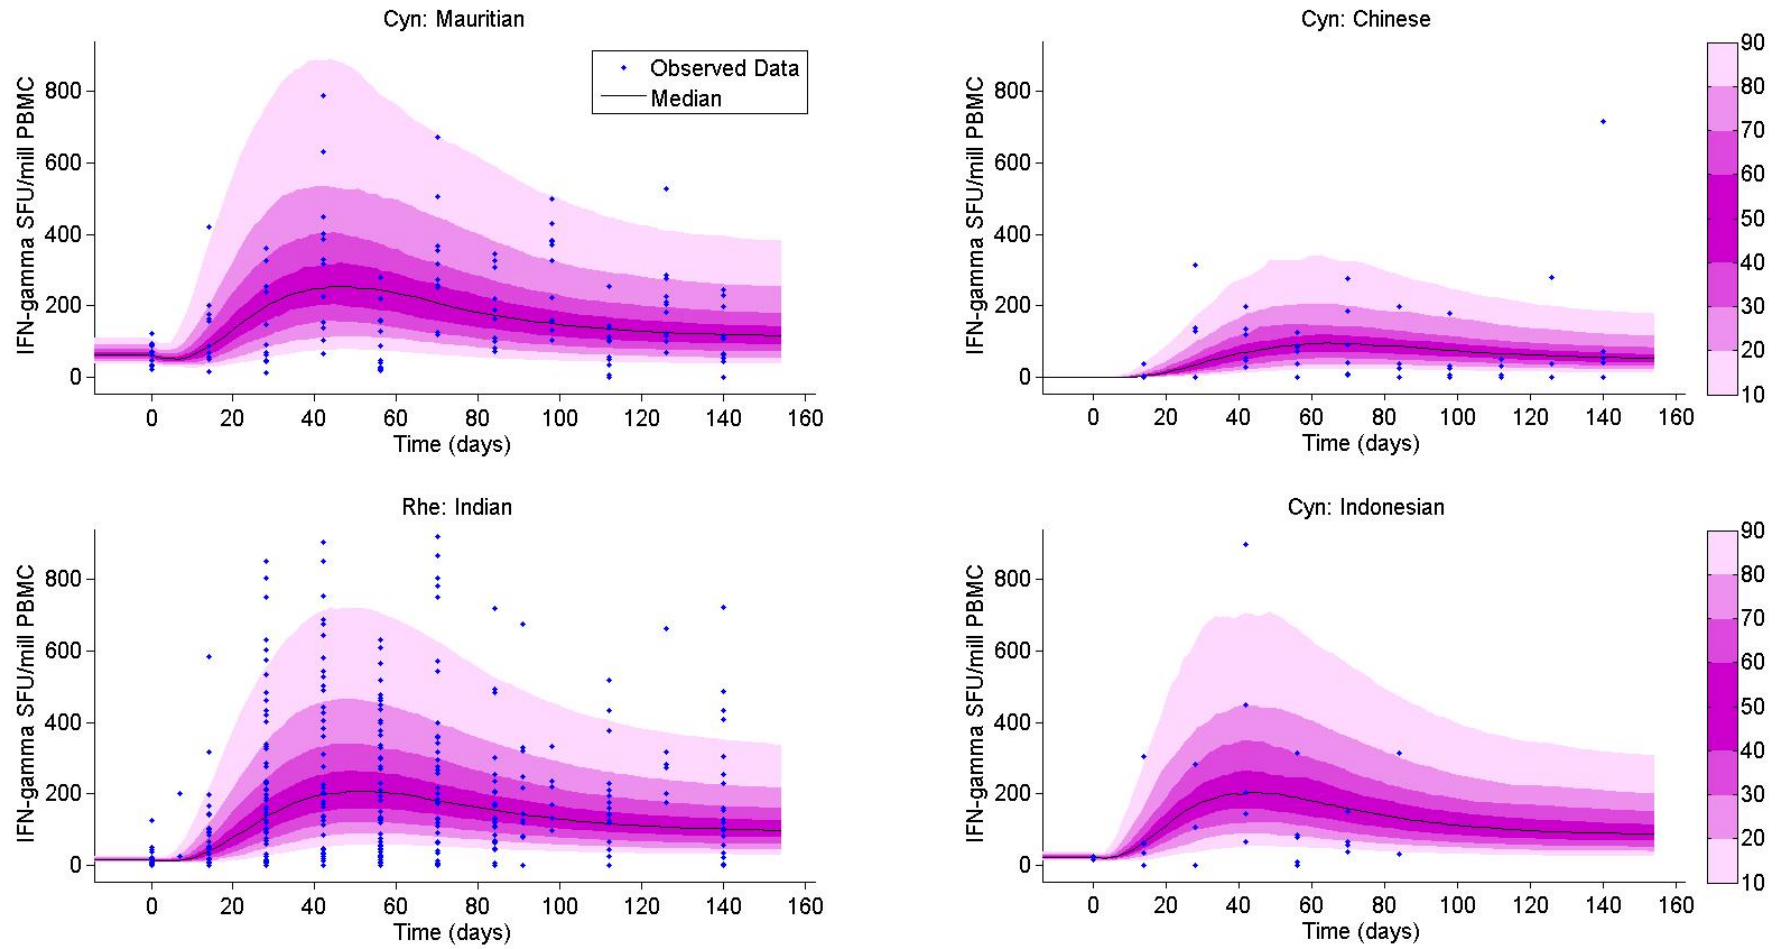 Cyn: Mauritian
IFN-gamma SFU/mill PBMC
800
600
400
200
0
0 20 40 60 80 100 120 140 160
Time (days)
Observed Data
Median
Cyn: Chinese
IFN-gamma SFU/mill PBMC
800
600
400
200
0
0 20 40 60 80 100 120 140 160
Time (days)
90
80
70
60
50
40
30
20
10
Rhe: Indian
IFN-gamma SFU/mill PBMC
800
600
400
200
0
0 20 40 60 80 100 120 140 160
Time (days)
Cyn: Indonesian
IFN-gamma SFU/mill PBMC
800
600
400
200
0
0 20 40 60 80 100 120 140 160
Time (days)
90
80
70
60
50
40
30
20
10